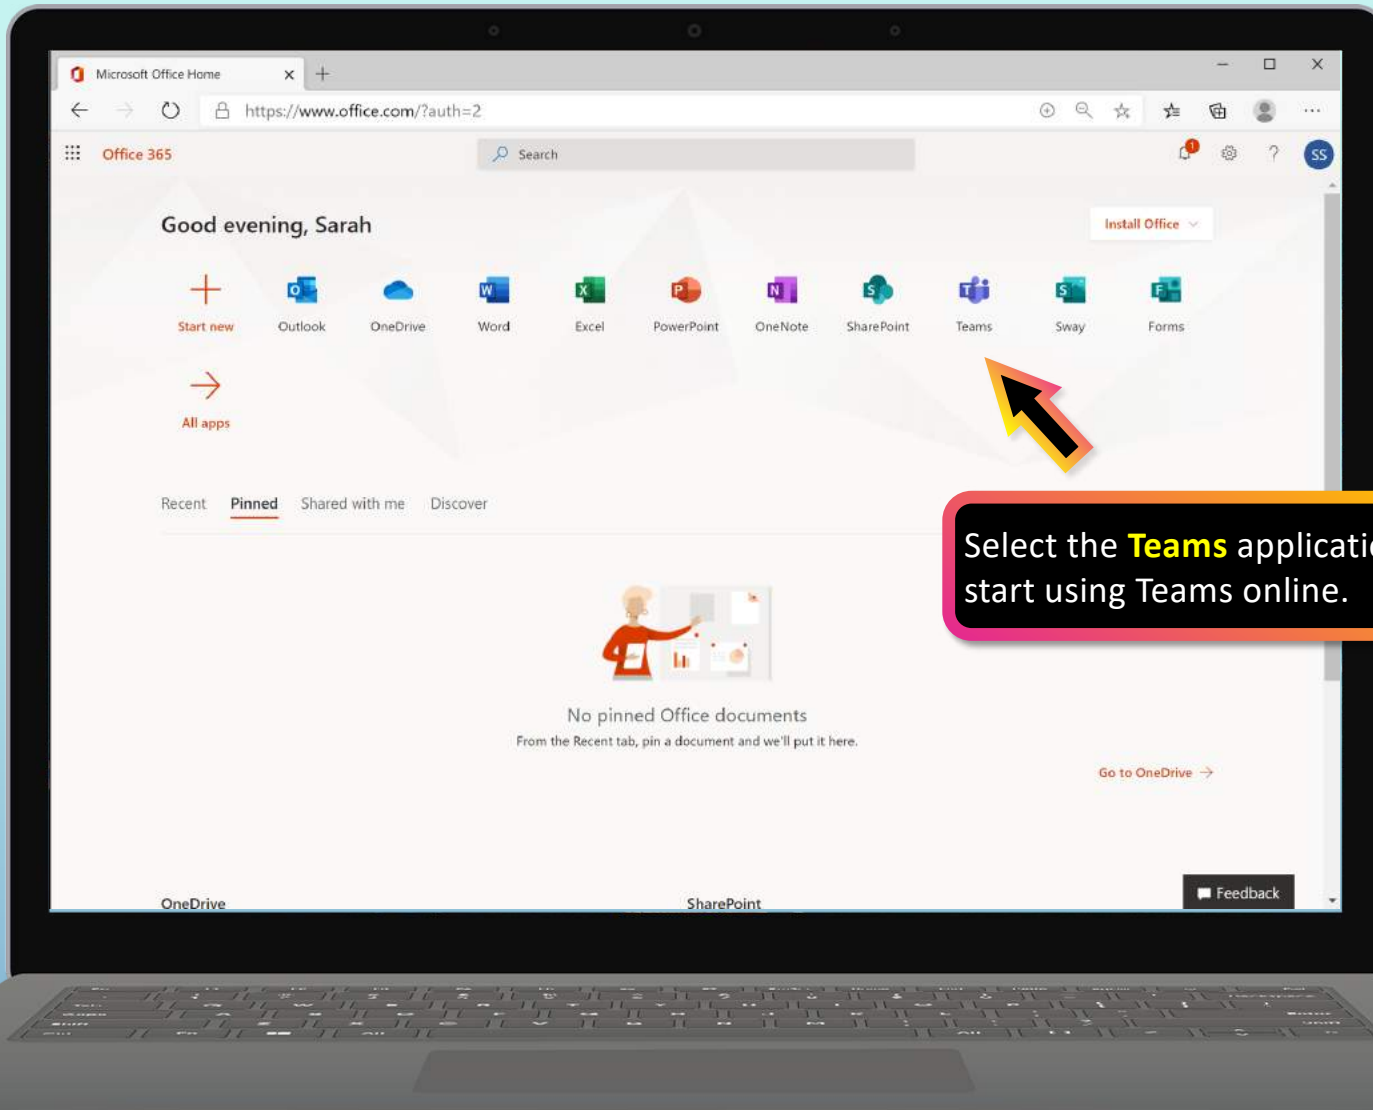 Microsoft Office Home
https://www.office.com/?auth=2
Office 365
Search
1
?
SS
Good evening, Sarah
Install Office
Start new
Outlook
OneDrive
Word
Excel
PowerPoint
OneNote
SharePoint
Teams
Sway
Forms
All apps
Recent Pinned Shared with me Discover
Select the Teams applicati
start using Teams online.
No pinned Office documents
From the Recent tab, pin a document and we'll put it here.
Go to OneDrive →
Feedback
OneDrive
SharePoint